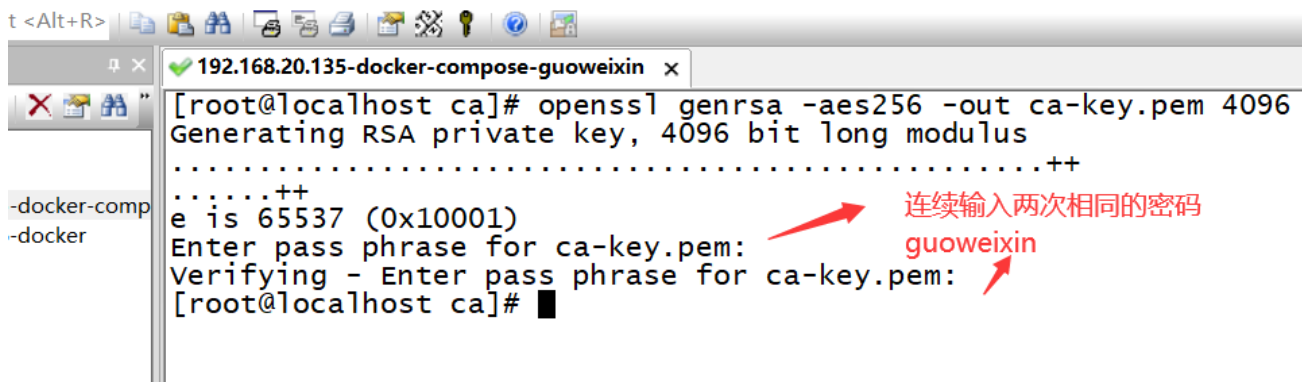 t <Alt+R>
192.168.20.135-docker-compose-guoweixin
[root@localhost ca]# openssl genrsa -aes256 -out ca-key.pem 4096
Generating RSA private key, 4096 bit long modulus
..................................................++
......++
e is 65537 (0x10001)
Enter pass phrase for ca-key.pem:
Verifying - Enter pass phrase for ca-key.pem:
[root@localhost ca]#
连续输入两次相同的密码
guoweixin
-docker-comp
-docker